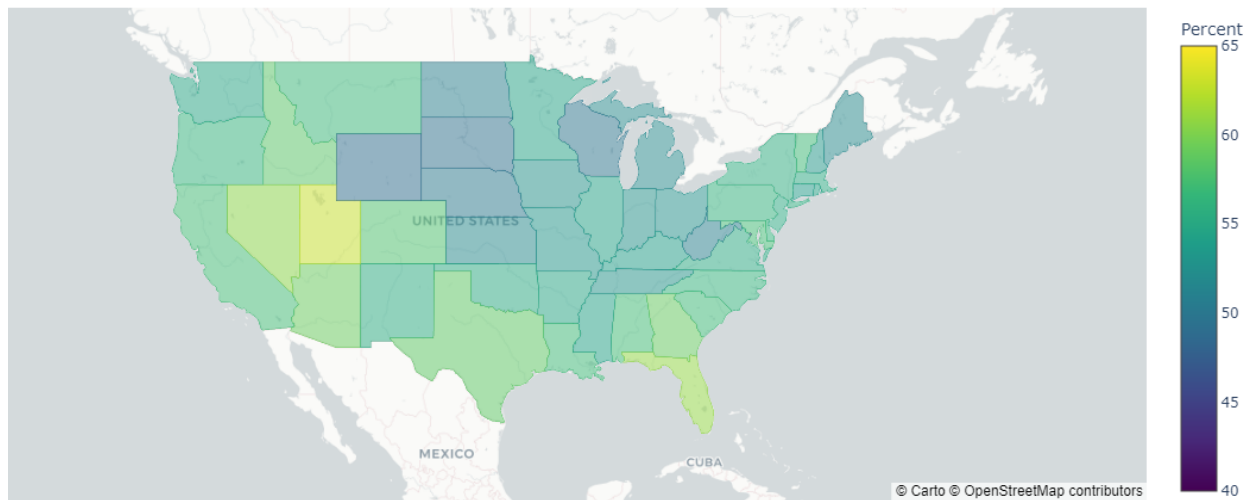 Percent
65
60
55
50
45
40
UNITED STATES
MEXICO
CUBA
© Carto © OpenStreetMap contributors